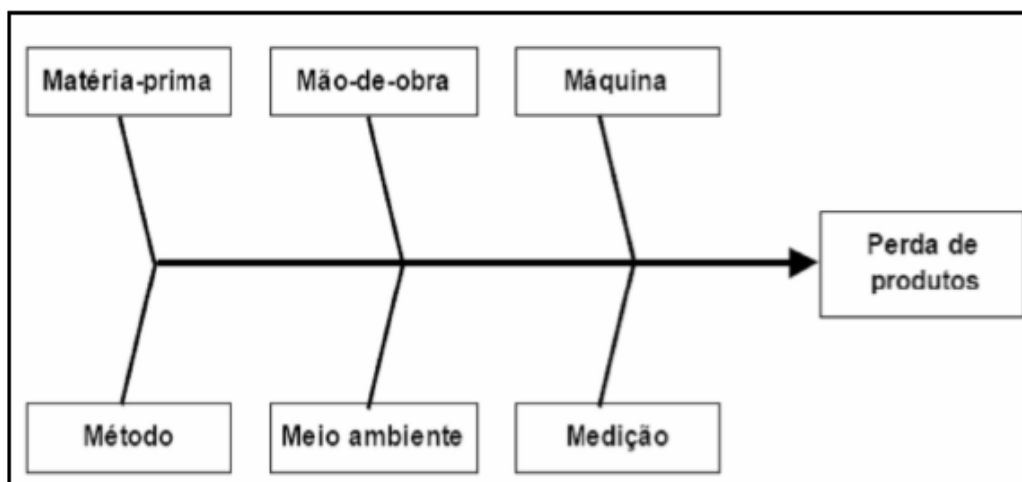 Matéria-prima
Mão-de-obra
Máquina
Perda de
produtos
Método
Meio ambiente
Medição